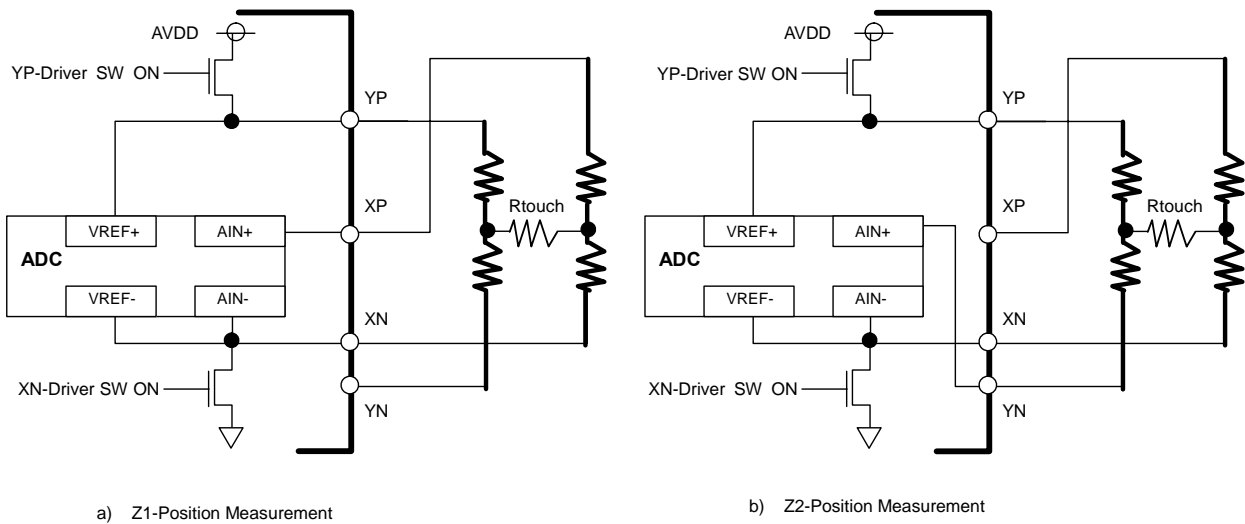 AVDD
YP-Driver SW ON
YP
XP
Rtouch
VREF+
AIN+
ADC
VREF-
AIN-
XN
XN-Driver SW ON
YN
a) Z1-Position Measurement
AVDD
YP-Driver SW ON
YP
XP
Rtouch
VREF+
AIN+
ADC
VREF-
AIN-
XN
XN-Driver SW ON
YN
b) Z2-Position Measurement